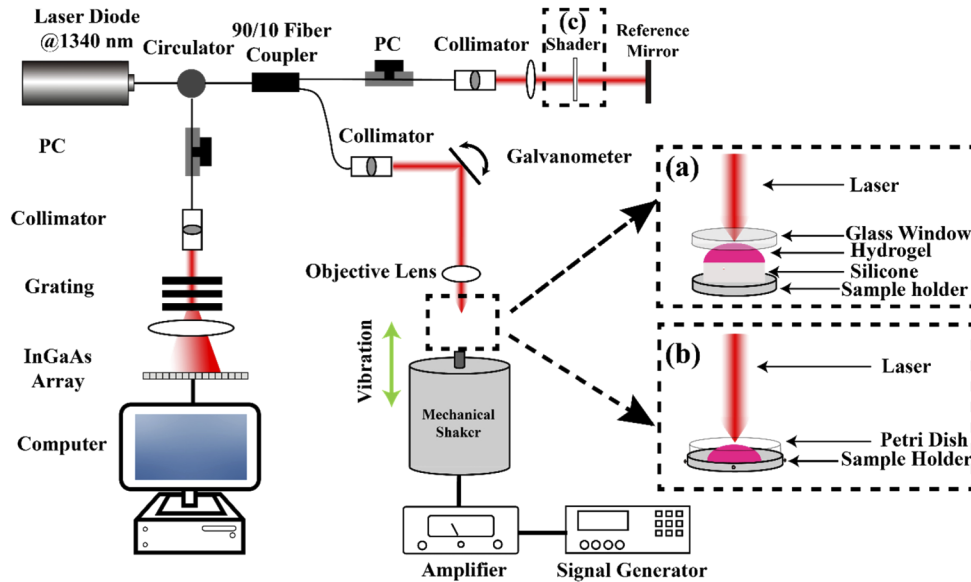 Laser Diode
@1340 nm
Circulator
90/10 Fiber
Coupler
PC
Collimator
(c)
Shader
Reference
Mirror
PC
Collimator
Galvanometer
Collimator
Grating
Objective Lens
InGaAs
Array
Vibration
Computer
Mechanical
Shaker
Amplifier
Signal Generator
(a)
Laser
Glass Window
Hydrogel
Silicone
Sample holder
(b)
Laser
Petri Dish
Sample Holder